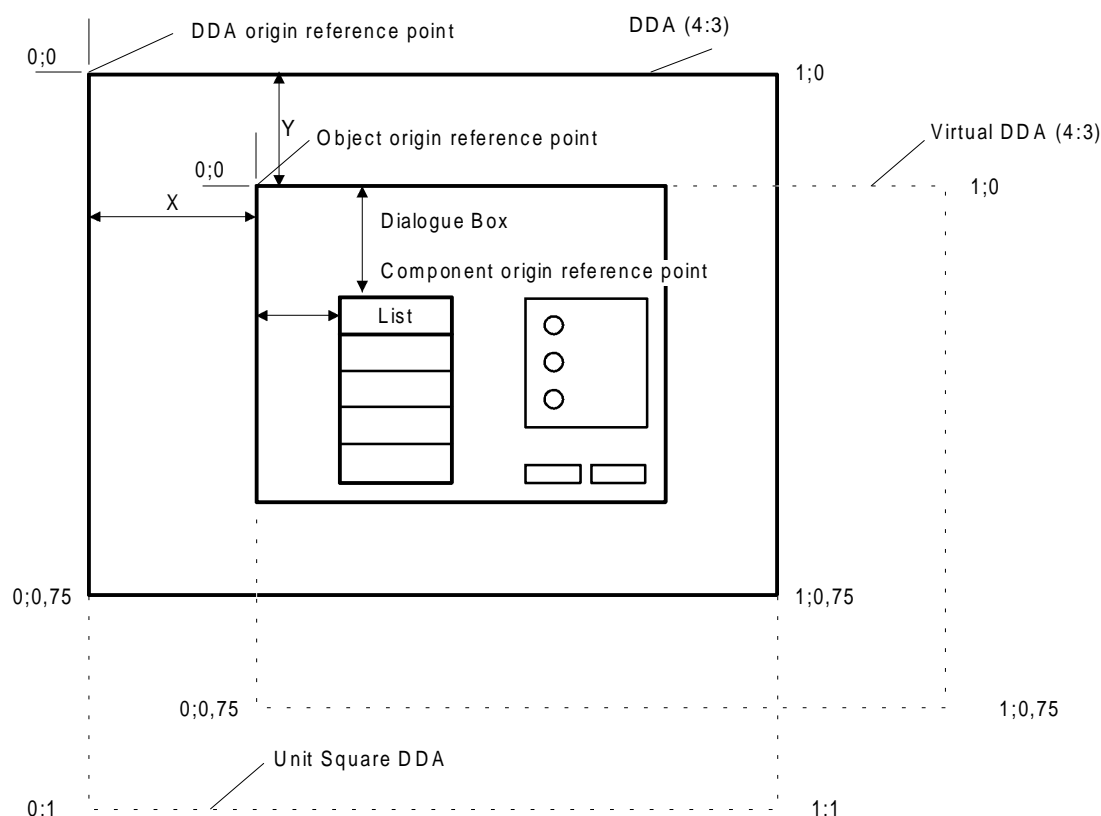 DDA origin reference point
DDA (4:3)
0;0
1;0
Y
Object origin reference point
Virtual DDA (4:3)
0;0
1;0
X
Dialogue Box
Component origin reference point
List
0;0,75
1;0,75
0;0,75
1;0,75
Unit Square DDA
0:1
1:1